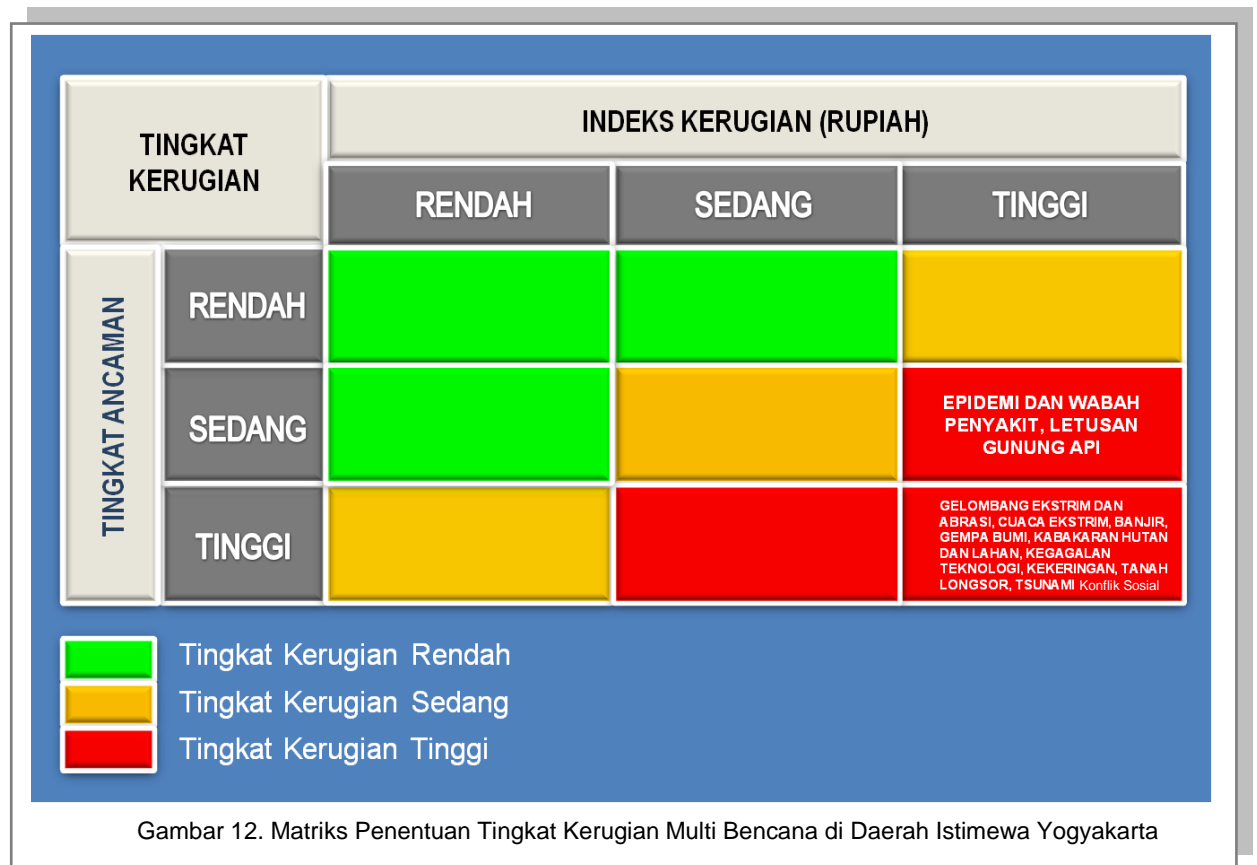 TINGKAT
KERUGIAN
INDEKS KERUGIAN (RUPIAH)
RENDAH
SEDANG
TINGGI
TINGKAT ANCAMAN
RENDAH
SEDANG
EPIDEMI DAN WABAH
PENYAKIT, LETUSAN
GUNUNG API
TINGGI
GELOMBANG EKSTRIM DAN
ABRASI, CUACA EKSTRIM, BANJIR,
GEMPA BUMI, KABAKARAN HUTAN
DAN LAHAN, KEGAGALAN
TEKNOLOGI, KEKERINGAN, TANAH
LONGSOR, TSUNAMI Konflik Sosial
Tingkat Kerugian Rendah
Tingkat Kerugian Sedang
Tingkat Kerugian Tinggi
Gambar 12. Matriks Penentuan Tingkat Kerugian Multi Bencana di Daerah Istimewa Yogyakarta